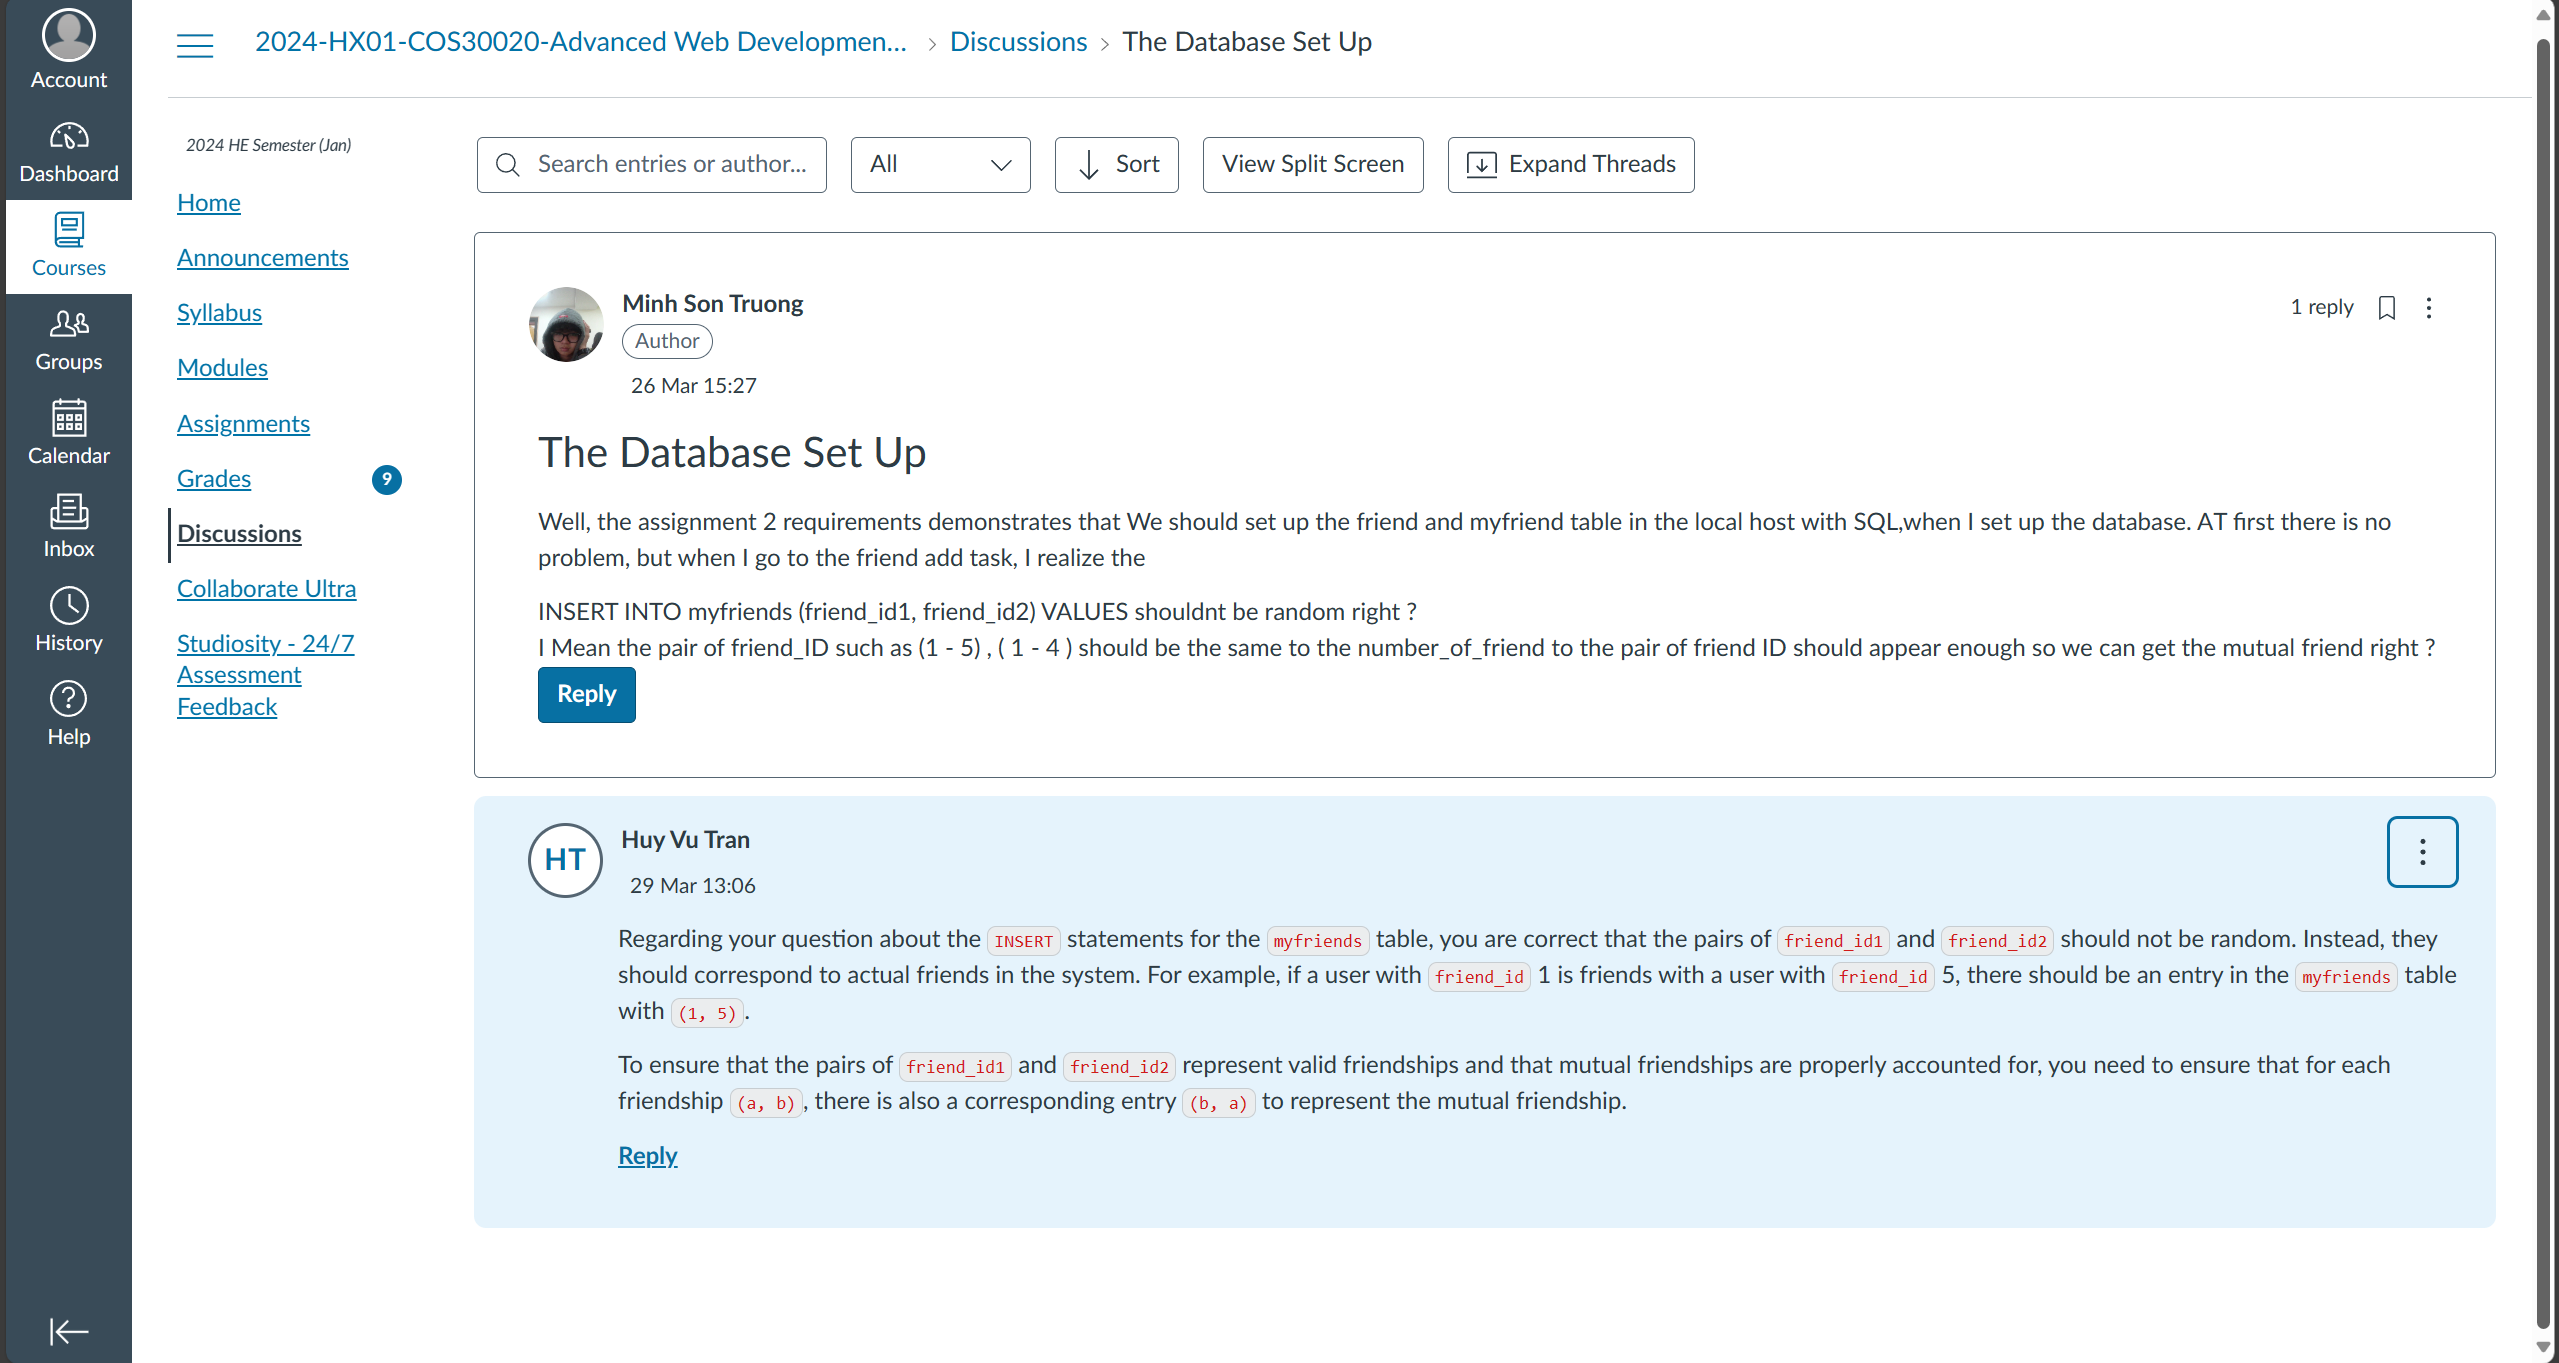 Account
Dashboard
Courses
Groups
Calendar
Inbox
History
Help
2024-HX01-COS30020-Advanced Web Developmen... > Discussions > The Database Set Up
2024 HE Semester (Jan)
Home
Announcements
Syllabus
Modules
Assignments
Grades 9
Discussions
Collaborate Ultra
Studiosity - 24/7
Assessment
Feedback
Search entries or author... All Sort View Split Screen Expand Threads
Minh Son Truong
Author
26 Mar 15:27
1 reply
The Database Set Up
Well, the assignment 2 requirements demonstrates that We should set up the friend and myfriend table in the local host with SQL,when I set up the database. AT first there is no
problem, but when I go to the friend add task, I realize the
INSERT INTO myfriends (friend_id1, friend_id2) VALUES shouldnt be random right ?
I Mean the pair of friend_ID such as (1 - 5) , ( 1 - 4 ) should be the same to the number_of_friend to the pair of friend ID should appear enough so we can get the mutual friend right ?
Reply
HT
Huy Vu Tran
29 Mar 13:06
Regarding your question about the INSERT statements for the myfriends table, you are correct that the pairs of friend_id1 and friend_id2 should not be random. Instead, they
should correspond to actual friends in the system. For example, if a user with friend_id 1 is friends with a user with friend_id 5, there should be an entry in the myfriends table
with (1, 5).
To ensure that the pairs of friend_id1 and friend_id2 represent valid friendships and that mutual friendships are properly accounted for, you need to ensure that for each
friendship (a, b), there is also a corresponding entry (b, a) to represent the mutual friendship.
Reply